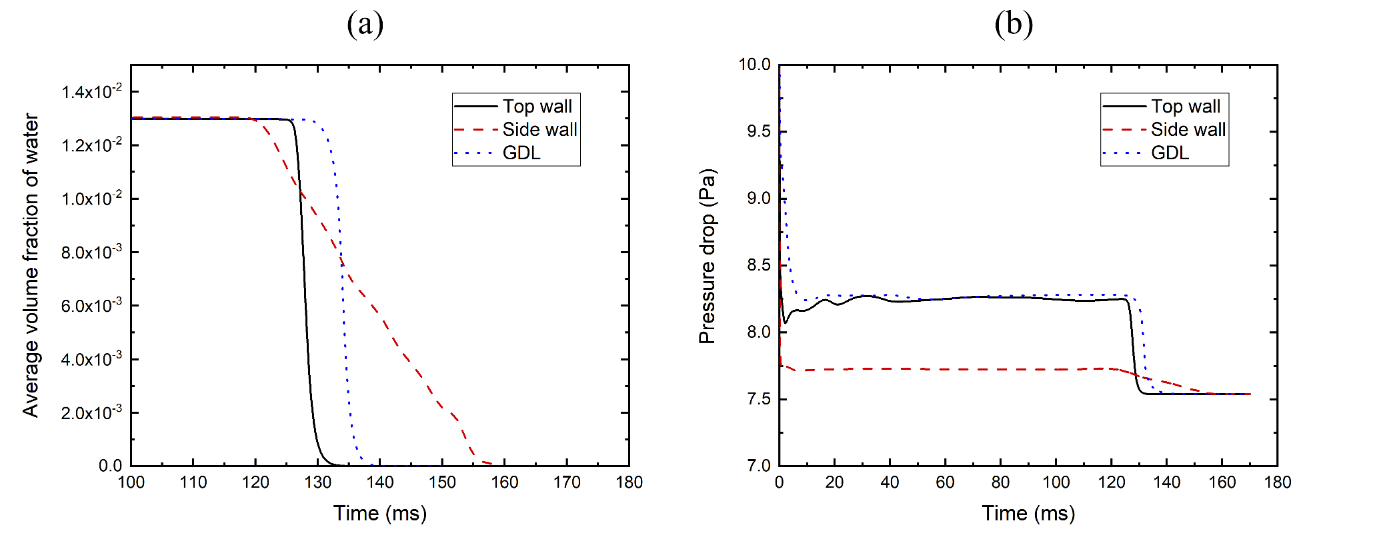 (a)
Average volume fraction of water
1.4x10⁻²
1.2x10⁻²
1.0x10⁻²
8.0x10⁻³
6.0x10⁻³
4.0x10⁻³
2.0x10⁻³
0.0
100 110 120 130 140 150 160 170 180
Time (ms)
Top wall
Side wall
GDL
(b)
Pressure drop (Pa)
10.0
9.5
9.0
8.5
8.0
7.5
7.0
0 20 40 60 80 100 120 140 160 180
Time (ms)
Top wall
Side wall
GDL